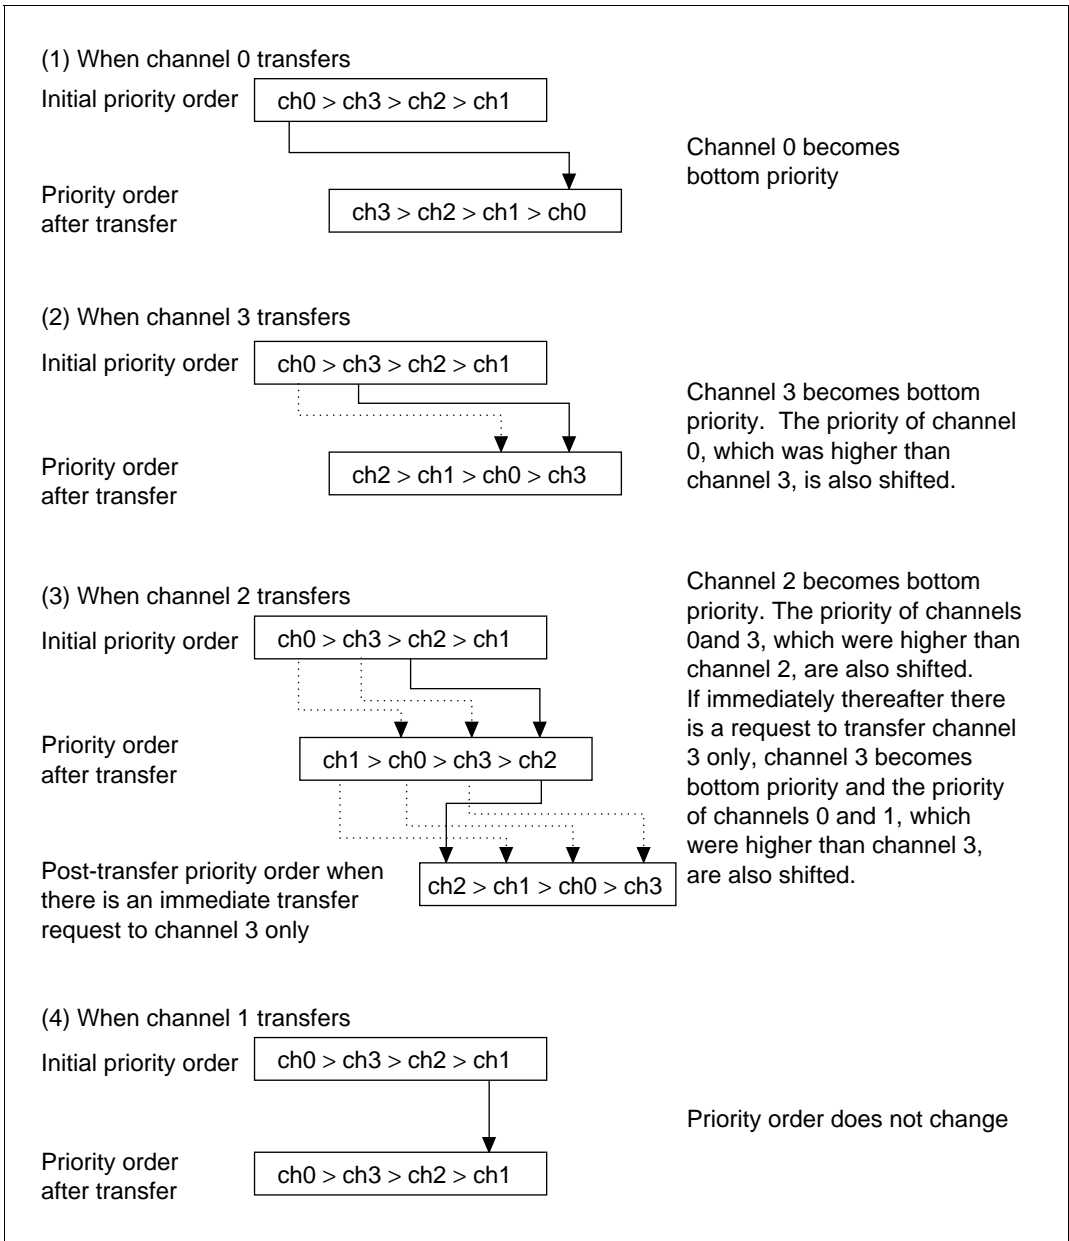 (1) When channel 0 transfers
Initial priority order
ch0 > ch3 > ch2 > ch1
Channel 0 becomes
bottom priority
Priority order
after transfer
ch3 > ch2 > ch1 > ch0
(2) When channel 3 transfers
Initial priority order
ch0 > ch3 > ch2 > ch1
Channel 3 becomes bottom
priority.  The priority of channel
0, which was higher than
channel 3, is also shifted.
Priority order
after transfer
ch2 > ch1 > ch0 > ch3
(3) When channel 2 transfers
Initial priority order
ch0 > ch3 > ch2 > ch1
Channel 2 becomes bottom
priority. The priority of channels
0and 3, which were higher than
channel 2, are also shifted.
If immediately thereafter there
is a request to transfer channel
3 only, channel 3 becomes
bottom priority and the priority
of channels 0 and 1, which
were higher than channel 3,
are also shifted.
Priority order
after transfer
ch1 > ch0 > ch3 > ch2
Post-transfer priority order when
there is an immediate transfer
request to channel 3 only
ch2 > ch1 > ch0 > ch3
(4) When channel 1 transfers
Initial priority order
ch0 > ch3 > ch2 > ch1
Priority order does not change
Priority order
after transfer
ch0 > ch3 > ch2 > ch1